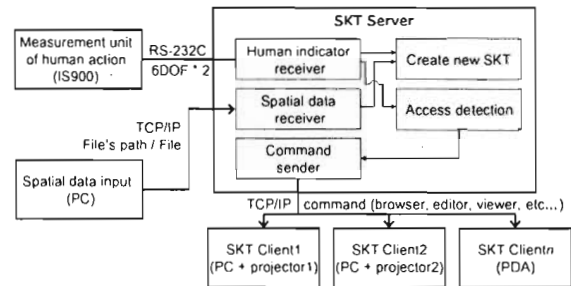 SKT Server
Measurement unit
of human action
(IS900)
RS-232C
6DOF * 2
Human indicator
receiver
Create new SKT
Spatial data
receiver
Access detection
TCP/IP
File's path / File
Command
sender
Spatial data input
(PC)
TCP/IP command (browser, editor, viewer, etc...)
SKT Client1
(PC + projector1)
SKT Client2
(PC + projector2)
SKT Clientn
(PDA)